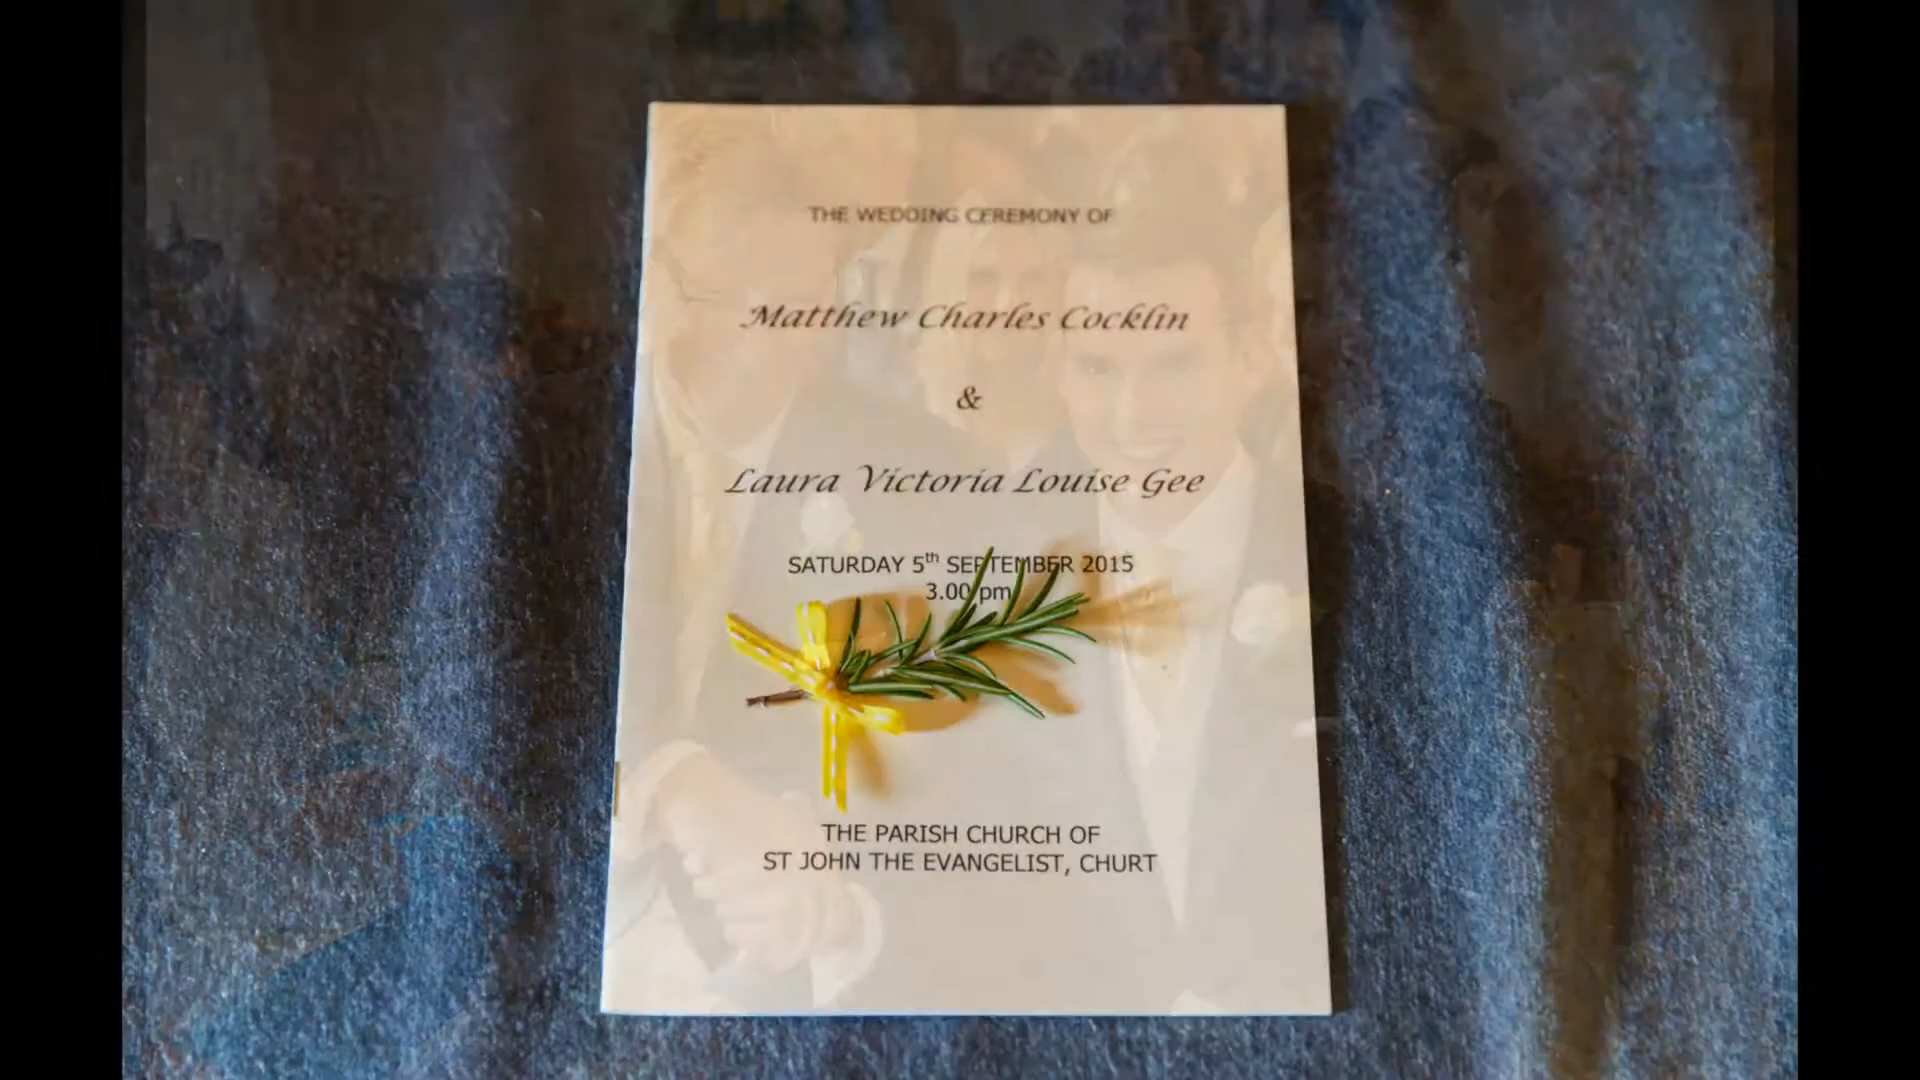 THE WEDDING CEREMONY OF
Matthew Charles Cocklin
&
Laura Victoria Louise Gee
SATURDAY 5th SEPTEMBER 2015
3.00 pm
THE PARISH CHURCH OF
ST JOHN THE EVANGELIST, CHURT